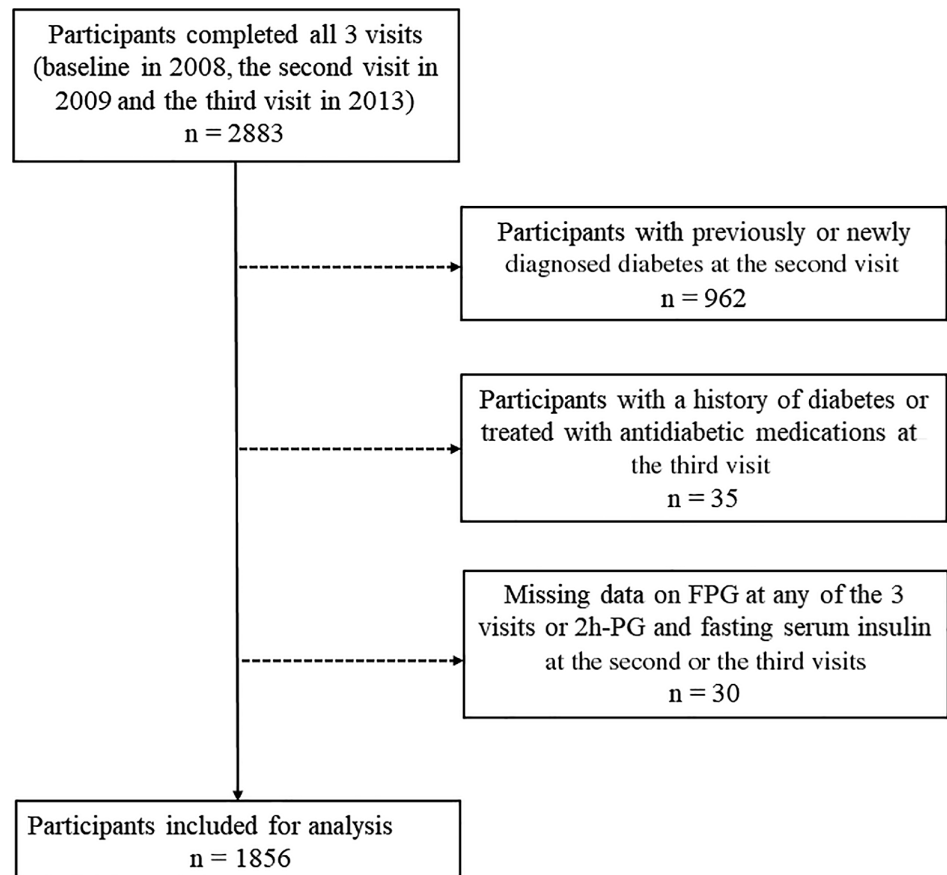 Participants completed all 3 visits
(baseline in 2008, the second visit in
2009 and the third visit in 2013)
n = 2883
Participants with previously or newly
diagnosed diabetes at the second visit
n = 962
Participants with a history of diabetes or
treated with antidiabetic medications at
the third visit
n = 35
Missing data on FPG at any of the 3
visits or 2h-PG and fasting serum insulin
at the second or the third visits
n = 30
Participants included for analysis
n = 1856